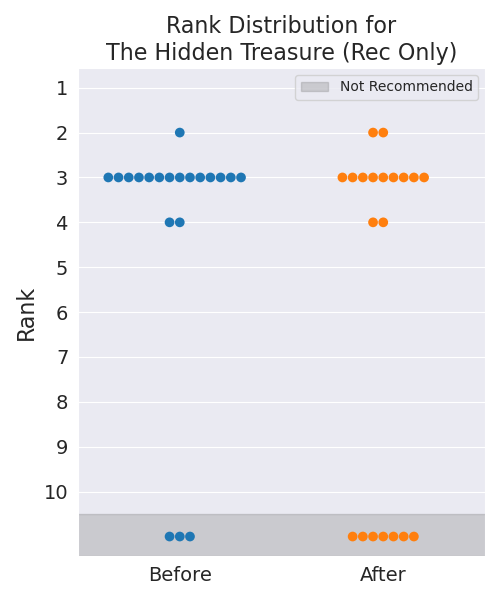 Rank Distribution for
The Hidden Treasure (Rec Only)
Not Recommended
Rank
1
2
3
4
5
6
7
8
9
10
Before
After